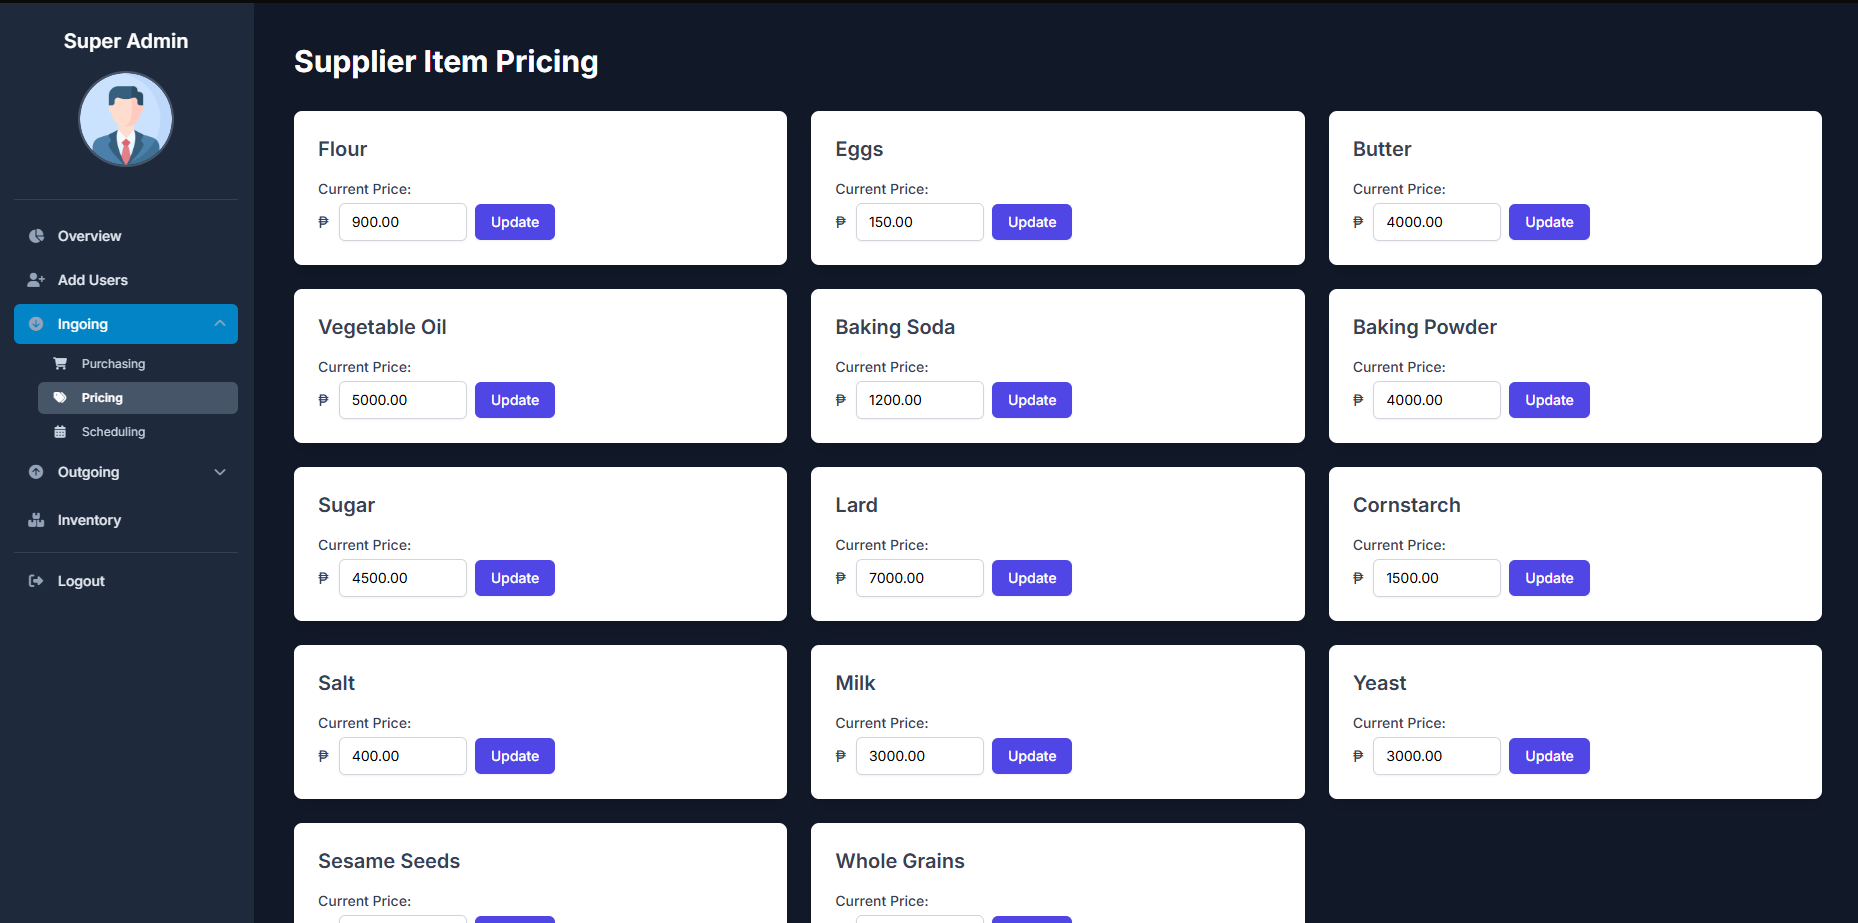 Super Admin
Overview
Add Users
Ingoing
Purchasing
Pricing
Scheduling
Outgoing
Inventory
Logout
Supplier Item Pricing
Flour
Current Price:
₱ 900.00 Update
Eggs
Current Price:
₱ 150.00 Update
Butter
Current Price:
₱ 4000.00 Update
Vegetable Oil
Current Price:
₱ 5000.00 Update
Baking Soda
Current Price:
₱ 1200.00 Update
Baking Powder
Current Price:
₱ 4000.00 Update
Sugar
Current Price:
₱ 4500.00 Update
Lard
Current Price:
₱ 7000.00 Update
Cornstarch
Current Price:
₱ 1500.00 Update
Salt
Current Price:
₱ 400.00 Update
Milk
Current Price:
₱ 3000.00 Update
Yeast
Current Price:
₱ 3000.00 Update
Sesame Seeds
Current Price:
Whole Grains
Current Price: